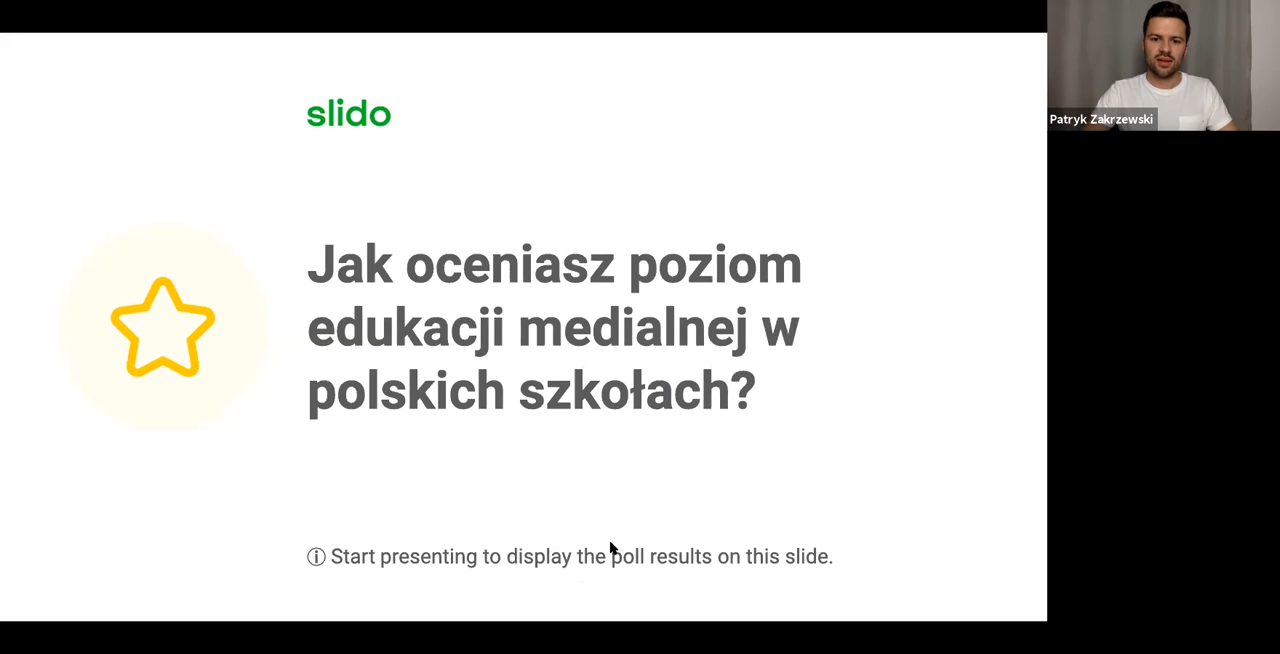 slido
Patryk Zakrzewski
Jak oceniasz poziom
edukacji medialnej w
polskich szkołach?
Start presenting to display the poll results on this slide.